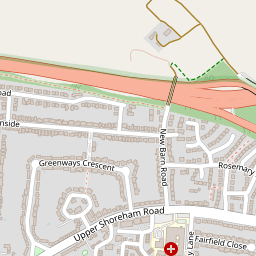 oad
nside
New Barn Road
Greenways Crescent
Rosemary
Upper Shoreham Road
y Lane
Fairfield Close